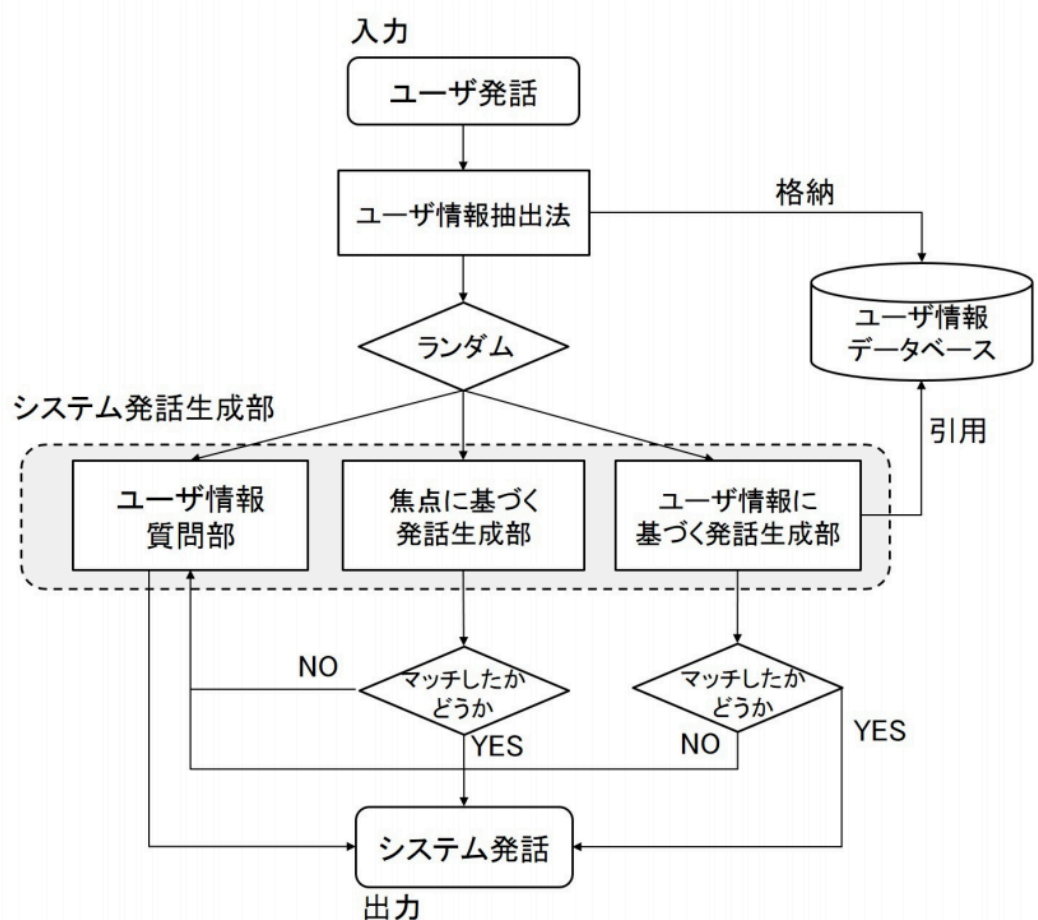 入力
ユーザ発話
ユーザ情報抽出法
格納
ユーザ情報
データベース
ランダム
システム発話生成部
引用
ユーザ情報
質問部
焦点に基づく
発話生成部
ユーザ情報に
基づく発話生成部
NO
マッチしたか
どうか
YES
マッチしたか
どうか
NO
YES
システム発話
出力